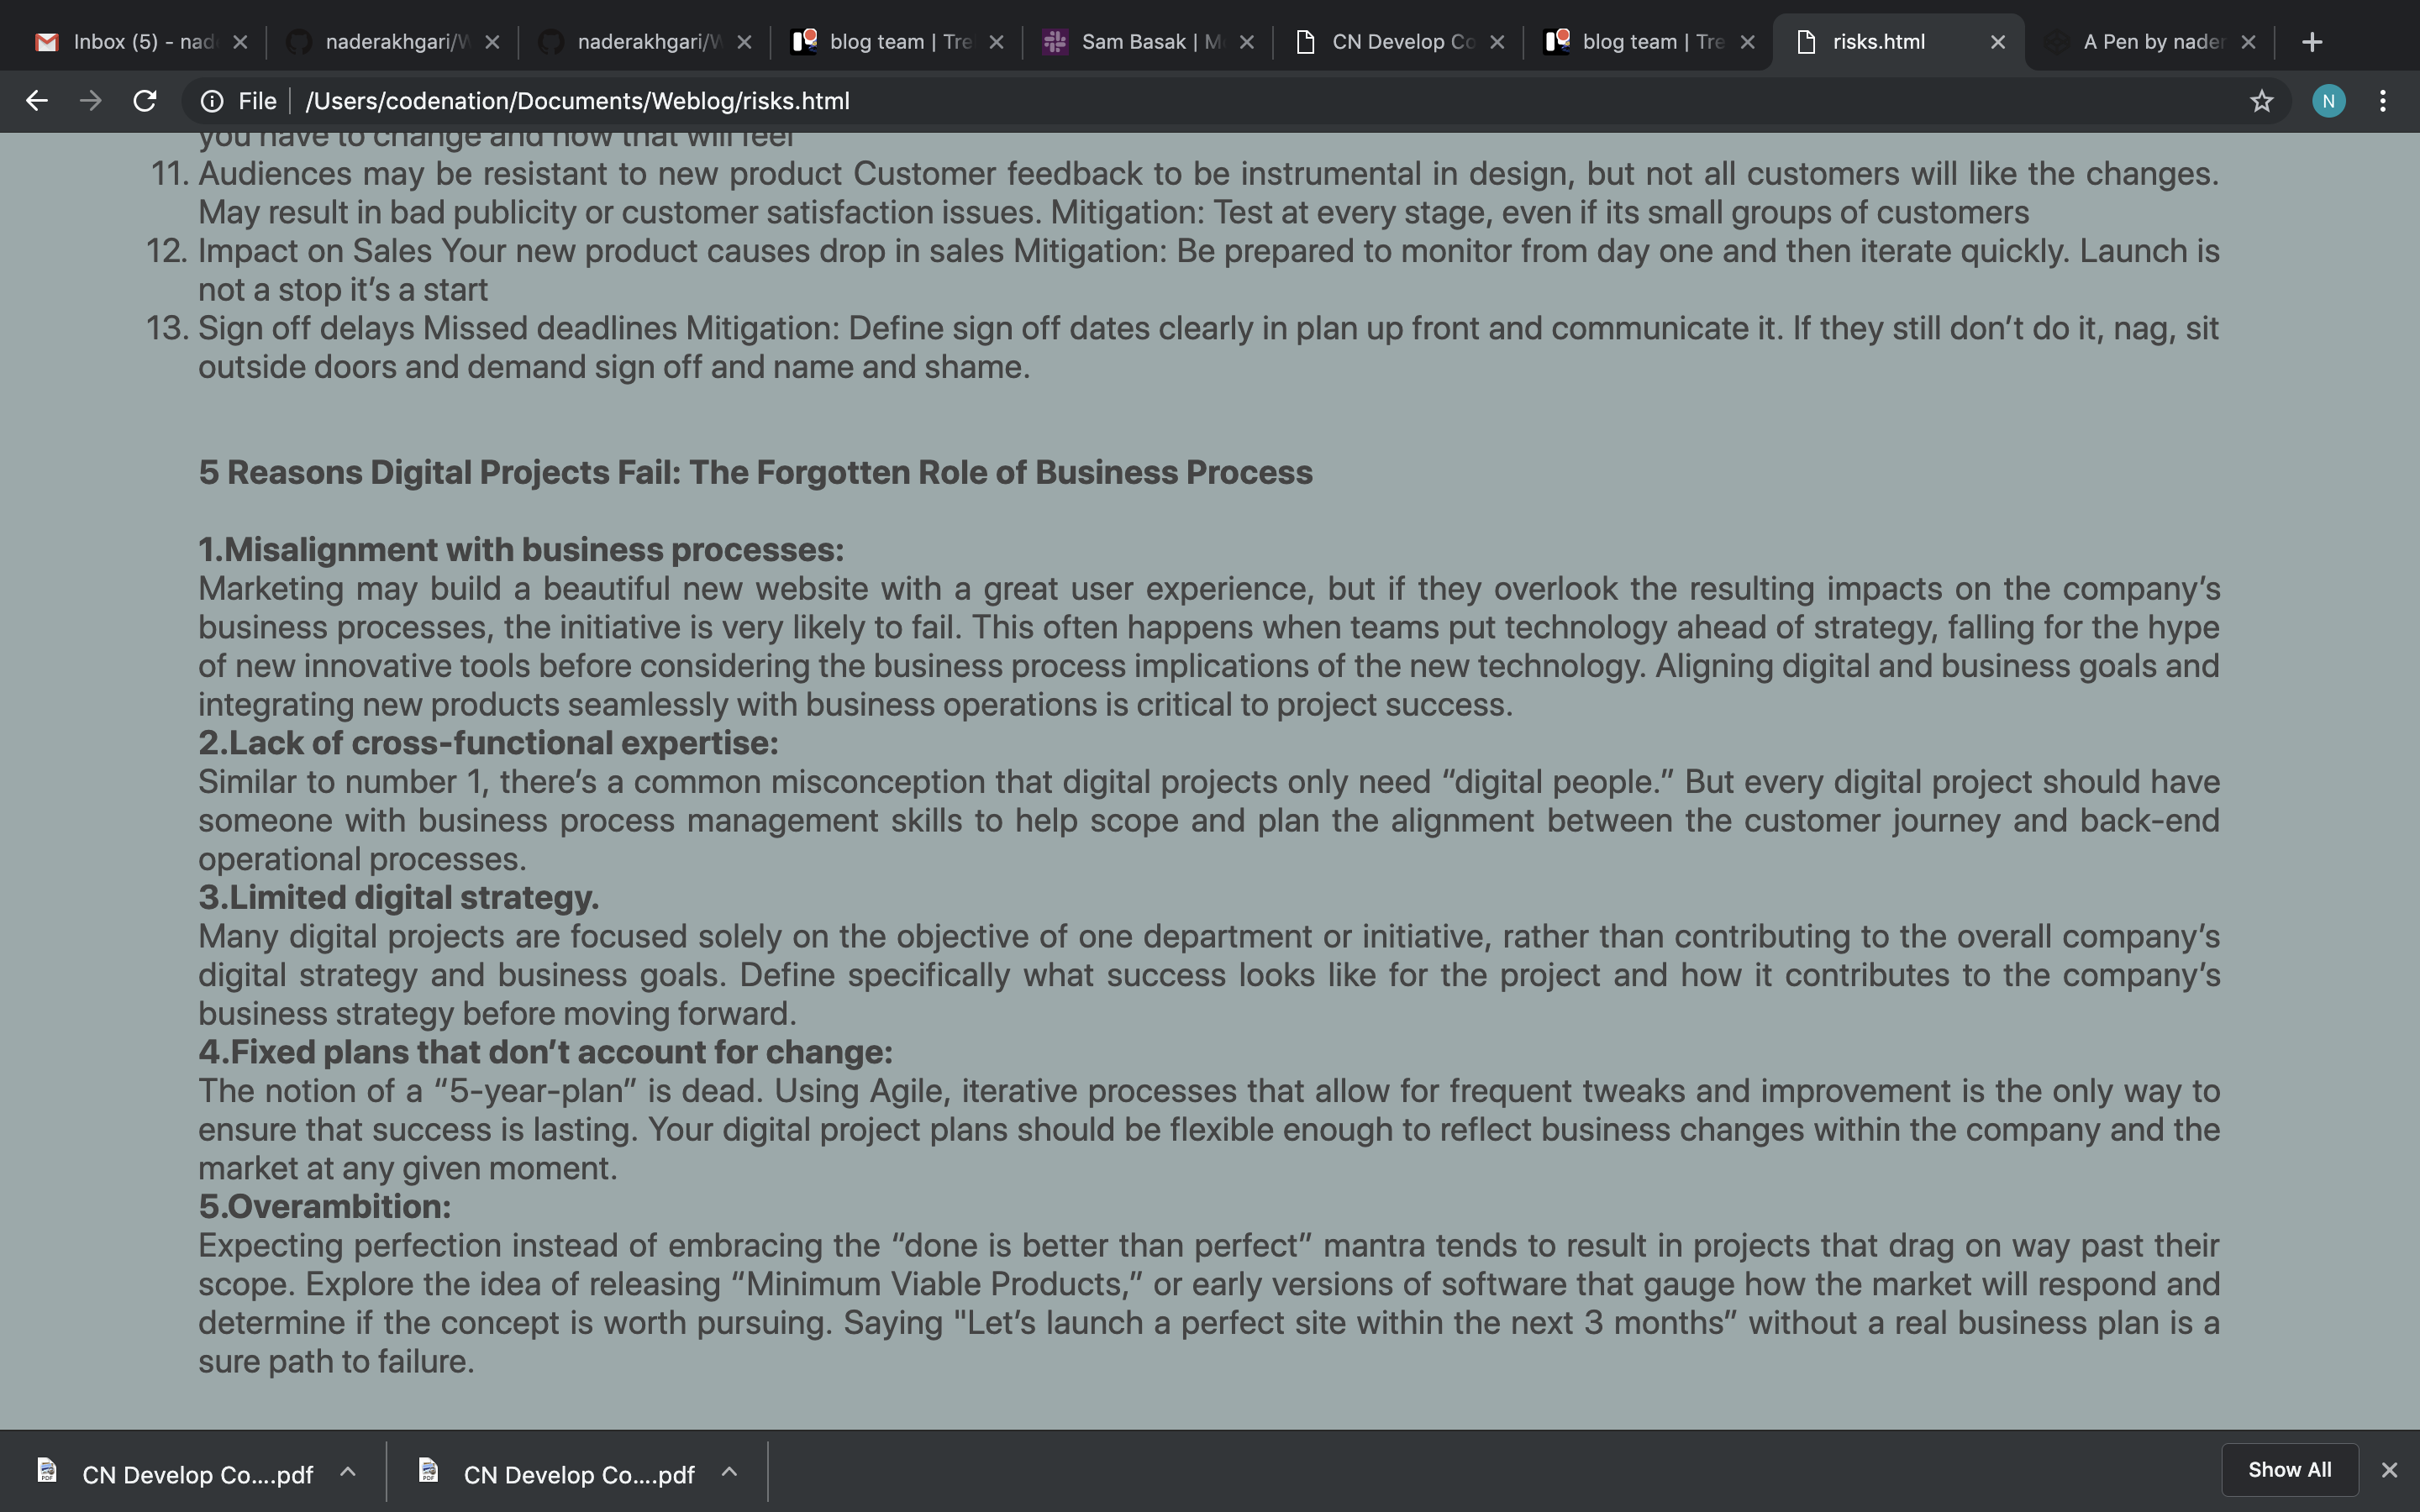 Inbox (5) - nad
naderakhgari/W
naderakhgari/W
blog team | Tre
Sam Basak | M
CN Develop Co
blog team | Tre
risks.html
A Pen by nader
File
/Users/codenation/Documents/Weblog/risks.html
N
you have to change and how that will feel
11. Audiences may be resistant to new product Customer feedback to be instrumental in design, but not all customers will like the changes.
May result in bad publicity or customer satisfaction issues. Mitigation: Test at every stage, even if its small groups of customers
12. Impact on Sales Your new product causes drop in sales Mitigation: Be prepared to monitor from day one and then iterate quickly. Launch is
not a stop it’s a start
13. Sign off delays Missed deadlines Mitigation: Define sign off dates clearly in plan up front and communicate it. If they still don’t do it, nag, sit
outside doors and demand sign off and name and shame.
5 Reasons Digital Projects Fail: The Forgotten Role of Business Process
1.Misalignment with business processes:
Marketing may build a beautiful new website with a great user experience, but if they overlook the resulting impacts on the company’s
business processes, the initiative is very likely to fail. This often happens when teams put technology ahead of strategy, falling for the hype
of new innovative tools before considering the business process implications of the new technology. Aligning digital and business goals and
integrating new products seamlessly with business operations is critical to project success.
2.Lack of cross-functional expertise:
Similar to number 1, there’s a common misconception that digital projects only need “digital people.” But every digital project should have
someone with business process management skills to help scope and plan the alignment between the customer journey and back-end
operational processes.
3.Limited digital strategy.
Many digital projects are focused solely on the objective of one department or initiative, rather than contributing to the overall company’s
digital strategy and business goals. Define specifically what success looks like for the project and how it contributes to the company’s
business strategy before moving forward.
4.Fixed plans that don’t account for change:
The notion of a “5-year-plan” is dead. Using Agile, iterative processes that allow for frequent tweaks and improvement is the only way to
ensure that success is lasting. Your digital project plans should be flexible enough to reflect business changes within the company and the
market at any given moment.
5.Overambition:
Expecting perfection instead of embracing the “done is better than perfect” mantra tends to result in projects that drag on way past their
scope. Explore the idea of releasing “Minimum Viable Products,” or early versions of software that gauge how the market will respond and
determine if the concept is worth pursuing. Saying "Let’s launch a perfect site within the next 3 months” without a real business plan is a
sure path to failure.
CN Develop Co....pdf
CN Develop Co....pdf
Show All